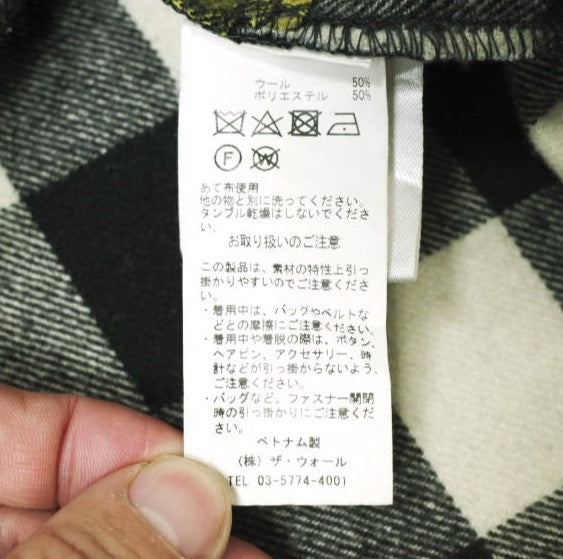 ウール 50%
ポリエステル 50%
F W
あて布使用
他の物と別に洗ってください。
タンブル乾燥はしないでくださ
い。
お取り扱いのご注意
この製品は、素材の特性上引っ
掛かりやすいのでご注意くださ
い。
・着用中は、バッグやベルトな
どとの摩擦にご注意ください。
・着用中や着脱の際は、ボタン、
ヘアピン、アクセサリー、時
計などが引っ掛からないよう、
ご注意ください。
・バッグなど、ファスナー開閉
時の引っ掛かりにご注意くだ
さい。
ベトナム製
(株) ザ・ウォール
TEL 03-5774-4001